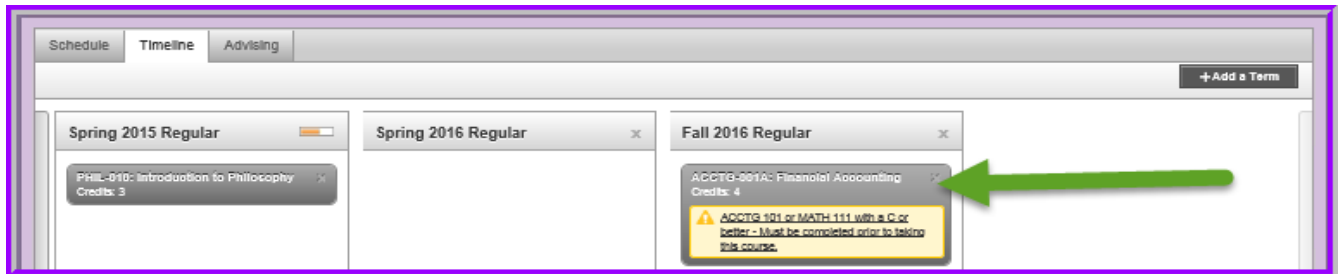 Schedule Timeline Advising
+Add a Term
Spring 2015 Regular
PHIL-010: Introduction to Philosophy
Credits: 3
Spring 2016 Regular
Fall 2016 Regular
ACCTG-001A: Financial Accounting
Credits: 4
ACCTG 101 or MATH 111 with a C or
better - Must be completed prior to taking
this course.